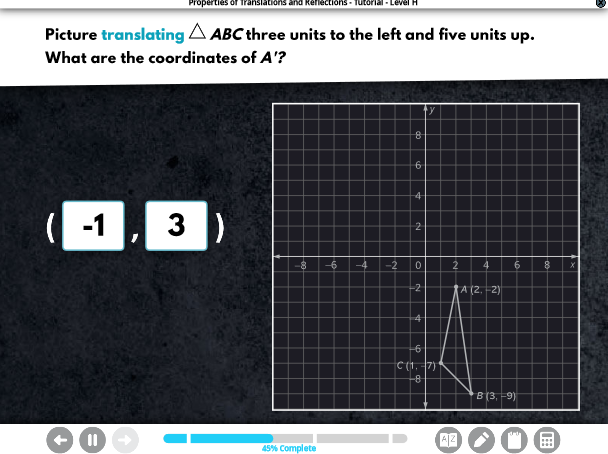 Properties of Translations and Reflections - Tutorial - Level H
Picture translating △ ABC three units to the left and five units up.
What are the coordinates of A'?
( -1 , 3 )
y
8
6
4
2
-8 -6 -4 -2 0 2 4 6 8 x
-2
A (2, -2)
-4
-6
C (1, -7)
-8
B (3, -9)
45% Complete
A Z